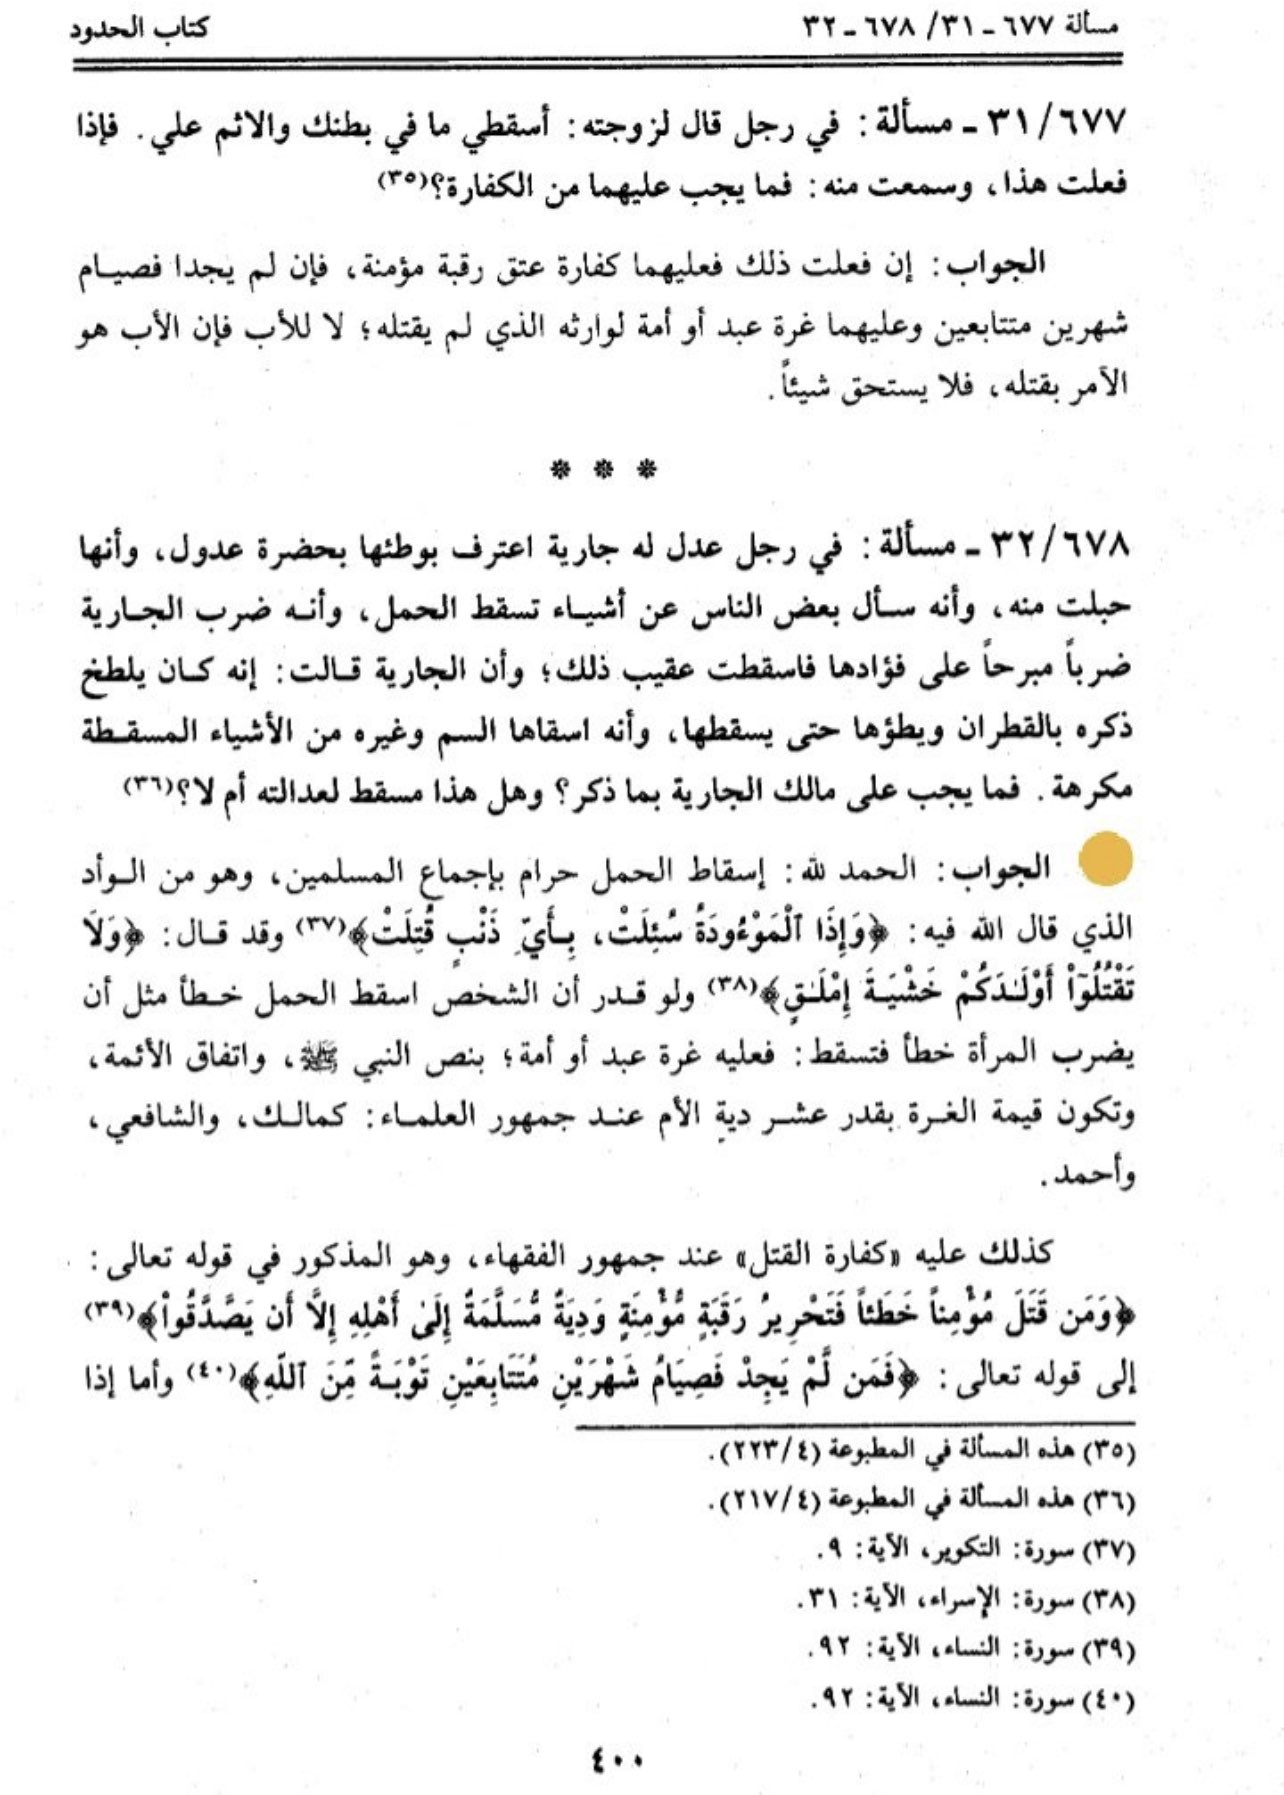 مسألة ٦٧٧ ـ ٣١/ ٦٧٨ ـ ٣٢
كتاب الحدود
٣١/٦٧٧ ـ مسألة: في رجل قال لزوجته: أسقطي ما في بطنك والاثم علي. فإذا
فعلت هذا، وسمعت منه: فما يجب عليهما من الكفارة؟(٣٥)
الجواب: إن فعلت ذلك فعليهما كفارة عتق رقبة مؤمنة، فإن لم يجدا فصيام
شهرين متتابعين وعليهما غرة عبد أو أمة لوارثه الذي لم يقتله؛ لا للأب فإن الأب هو
الآمر بقتله، فلا يستحق شيئاً.
* * *
٣٢/٦٧٨ ـ مسألة: في رجل عدل له جارية اعترف بوطئها بحضرة عدول، وأنها
حبلت منه، وأنه سأل بعض الناس عن أشياء تسقط الحمل، وأنه ضرب الجارية
ضرباً مبرحاً على فؤادها فاسقطت عقيب ذلك؛ وأن الجارية قالت: إنه كان يلطخ
ذكره بالقطران ويطؤها حتى يسقطها، وأنه اسقاها السم وغيره من الأشياء المسقطة
مكرهة. فما يجب على مالك الجارية بما ذكر؟ وهل هذا مسقط لعدالته أم لا؟(٣٦)
الجواب: الحمد لله: إسقاط الحمل حرام بإجماع المسلمين، وهو من الوأد
الذي قال الله فيه: ﴿وَإِذَا ٱلْمَوْءُودَةُ سُئِلَتْ، بِأَيِّ ذَنْبٍ قُتِلَتْ﴾(٣٧) وقد قال: ﴿وَلَا
تَقْتُلُوٓاْ أَوْلَـٰدَكُمْ خَشْيَةَ إِمْلَـٰقٍ﴾(٣٨) ولو قدر أن الشخص اسقط الحمل خطأ مثل أن
يضرب المرأة خطأ فتسقط: فعليه غرة عبد أو أمة؛ بنص النبي ﷺ، واتفاق الأئمة،
وتكون قيمة الغرة بقدر عشر دية الأم عند جمهور العلماء: كمالك، والشافعي،
وأحمد.
كذلك عليه «كفارة القتل» عند جمهور الفقهاء، وهو المذكور في قوله تعالى:
﴿وَمَن قَتَلَ مُؤْمِناً خَطَئاً فَتَحْرِيرُ رَقَبَةٍ مُّؤْمِنَةٍ وَدِيَةٌ مُّسَلَّمَةٌ إِلَىٰ أَهْلِهِ إِلَّا أَن يَصَّدَّقُواْ﴾(٣٩)
إلى قوله تعالى: ﴿فَمَن لَّمْ يَجِدْ فَصِيَامُ شَهْرَيْنِ مُتَتَابِعَيْنِ تَوْبَةً مِّنَ ٱللَّهِ﴾(٤٠) وأما إذا
(٣٥) هذه المسألة في المطبوعة (٤/٢٢٣).
(٣٦) هذه المسألة في المطبوعة (٤/٢١٧).
(٣٧) سورة: التكوير، الآية: ٩.
(٣٨) سورة: الإسراء، الآية: ٣١.
(٣٩) سورة: النساء، الآية: ٩٢.
(٤٠) سورة: النساء، الآية: ٩٢.
٤٠٠